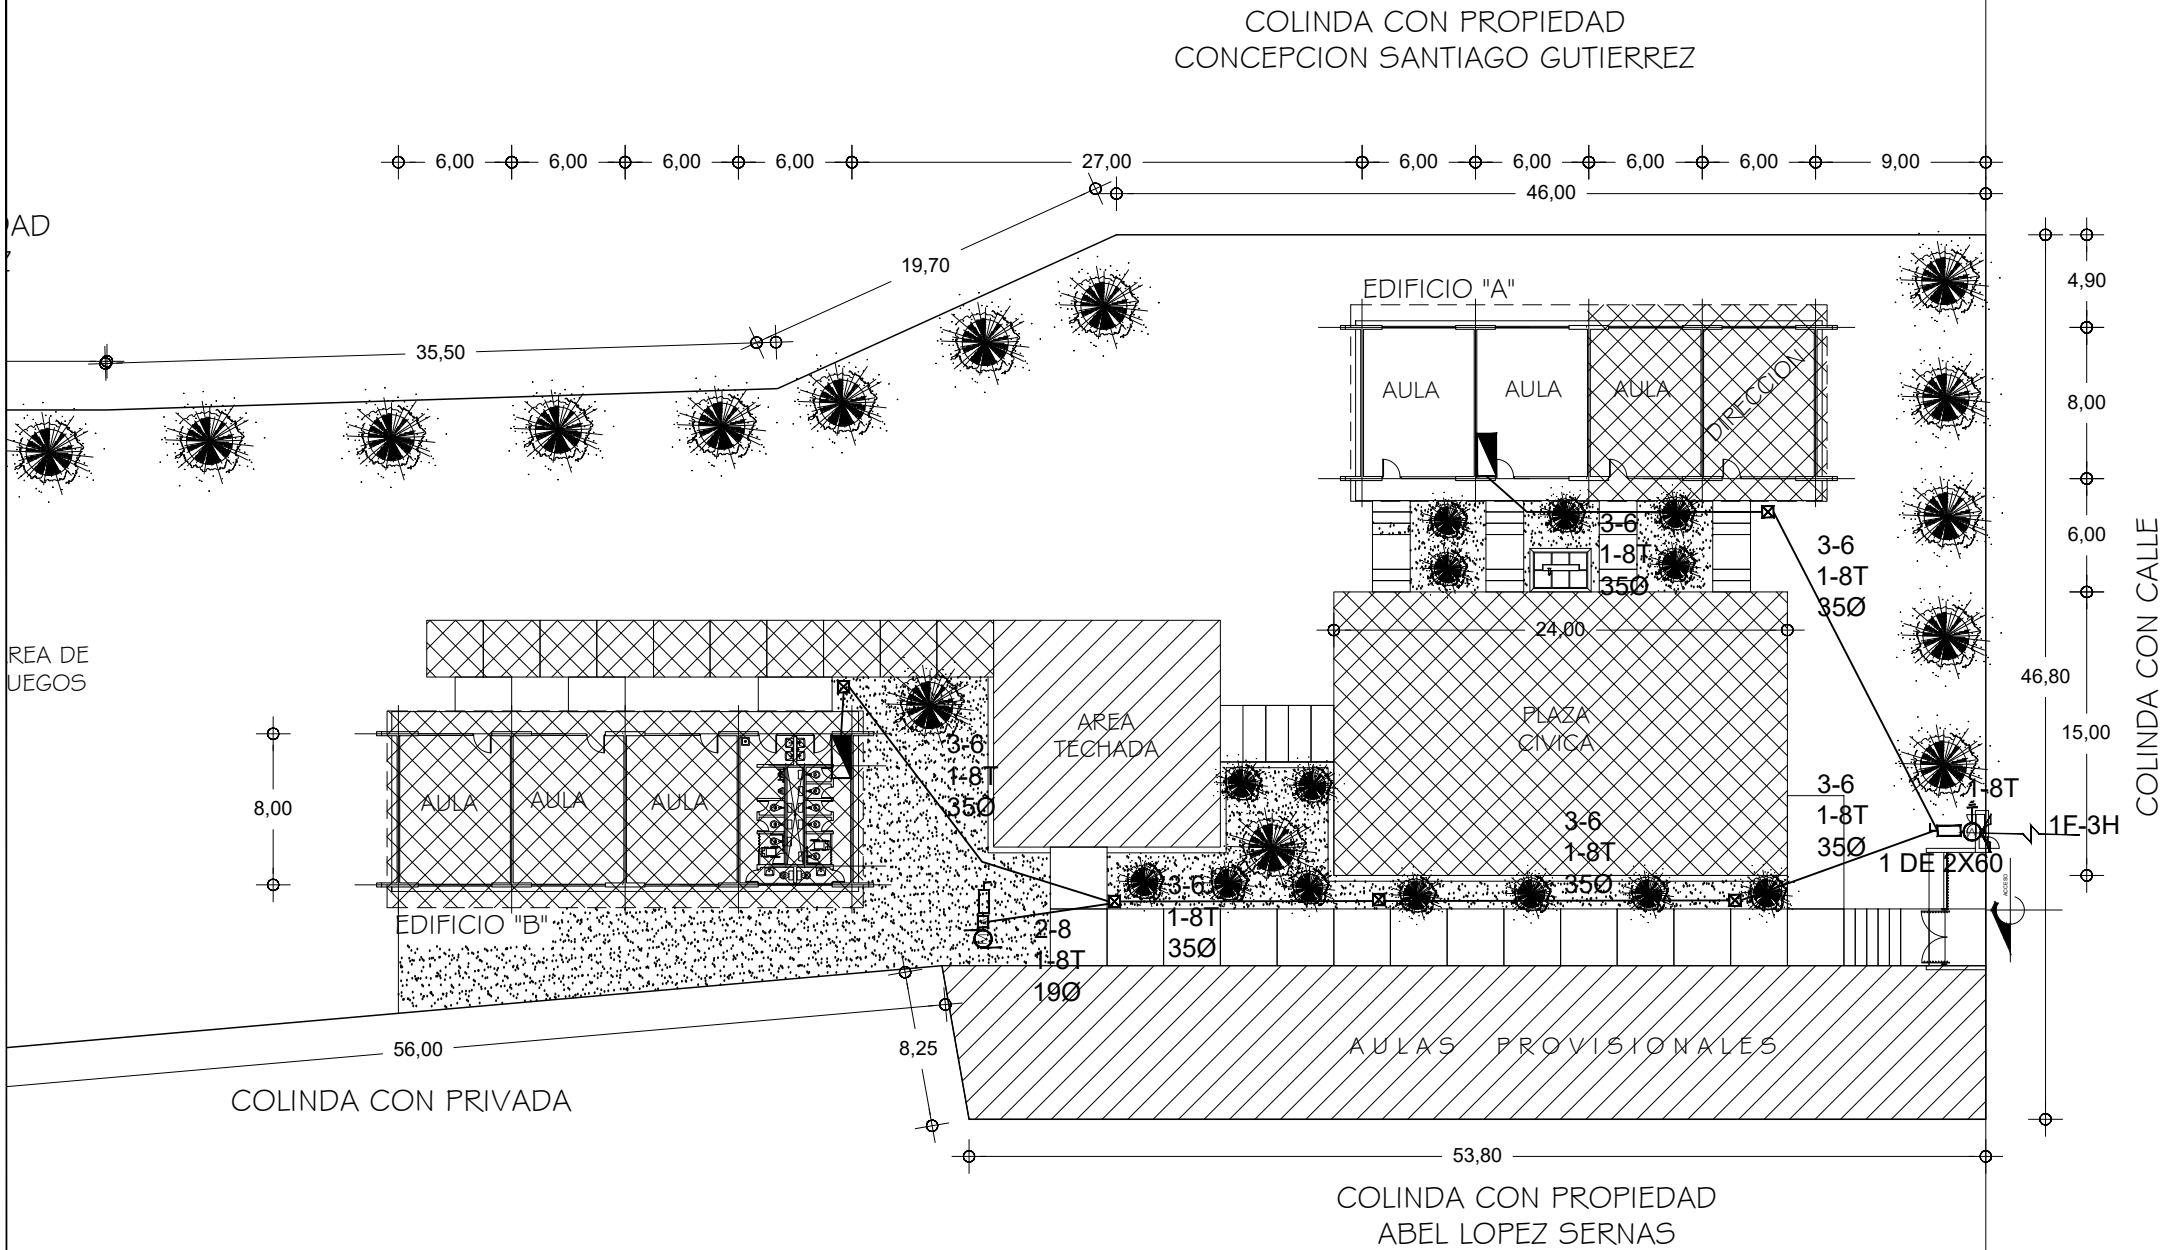 COLINDA CON PROPIEDAD
CONCEPCION SANTIAGO GUTIERREZ
6,00
6,00
6,00
6,00
27,00
6,00
6,00
6,00
6,00
9,00
46,00
19,70
35,50
EDIFICIO "A"
4,90
AULA
AULA
AULA
DIRECCION
8,00
3-6
1-8T
35Ø
3-6
1-8T
35Ø
6,00
COLINDA CON CALLE
24,00
46,80
REA DE
UEGOS
AREA
TECHADA
PLAZA
CIVICA
15,00
3-6
1-8T
35Ø
8,00
AULA
AULA
AULA
3-6
1-8T
35Ø
3-6
1-8T
35Ø
1-8T
1F-3H
1 DE 2X60
ACCESO
EDIFICIO "B"
3-6
1-8T
35Ø
2-8
1-8T
19Ø
56,00
8,25
AULAS PROVISIONALES
COLINDA CON PRIVADA
53,80
COLINDA CON PROPIEDAD
ABEL LOPEZ SERNAS